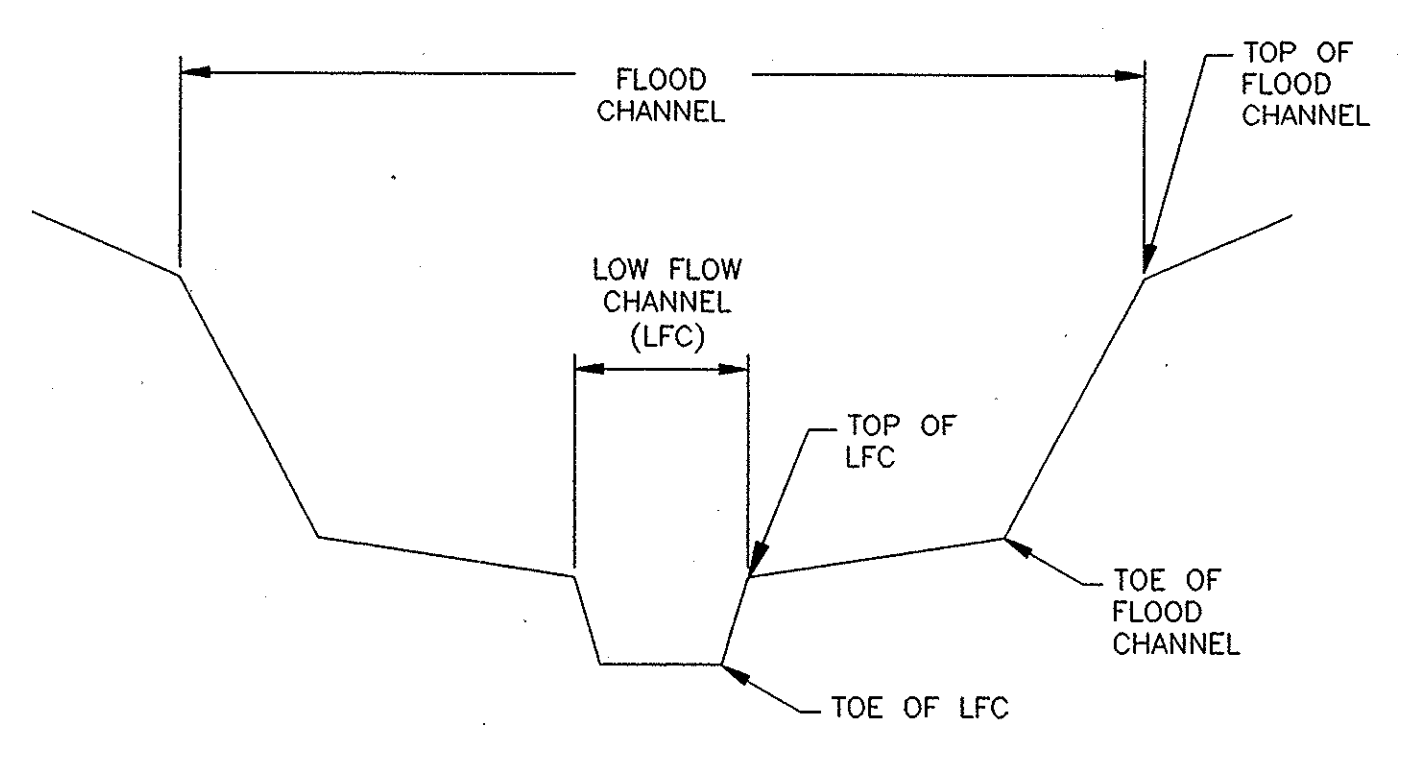 FLOOD
CHANNEL
TOP OF
FLOOD
CHANNEL
LOW FLOW
CHANNEL
(LFC)
TOP OF
LFC
TOE OF
FLOOD
CHANNEL
TOE OF LFC